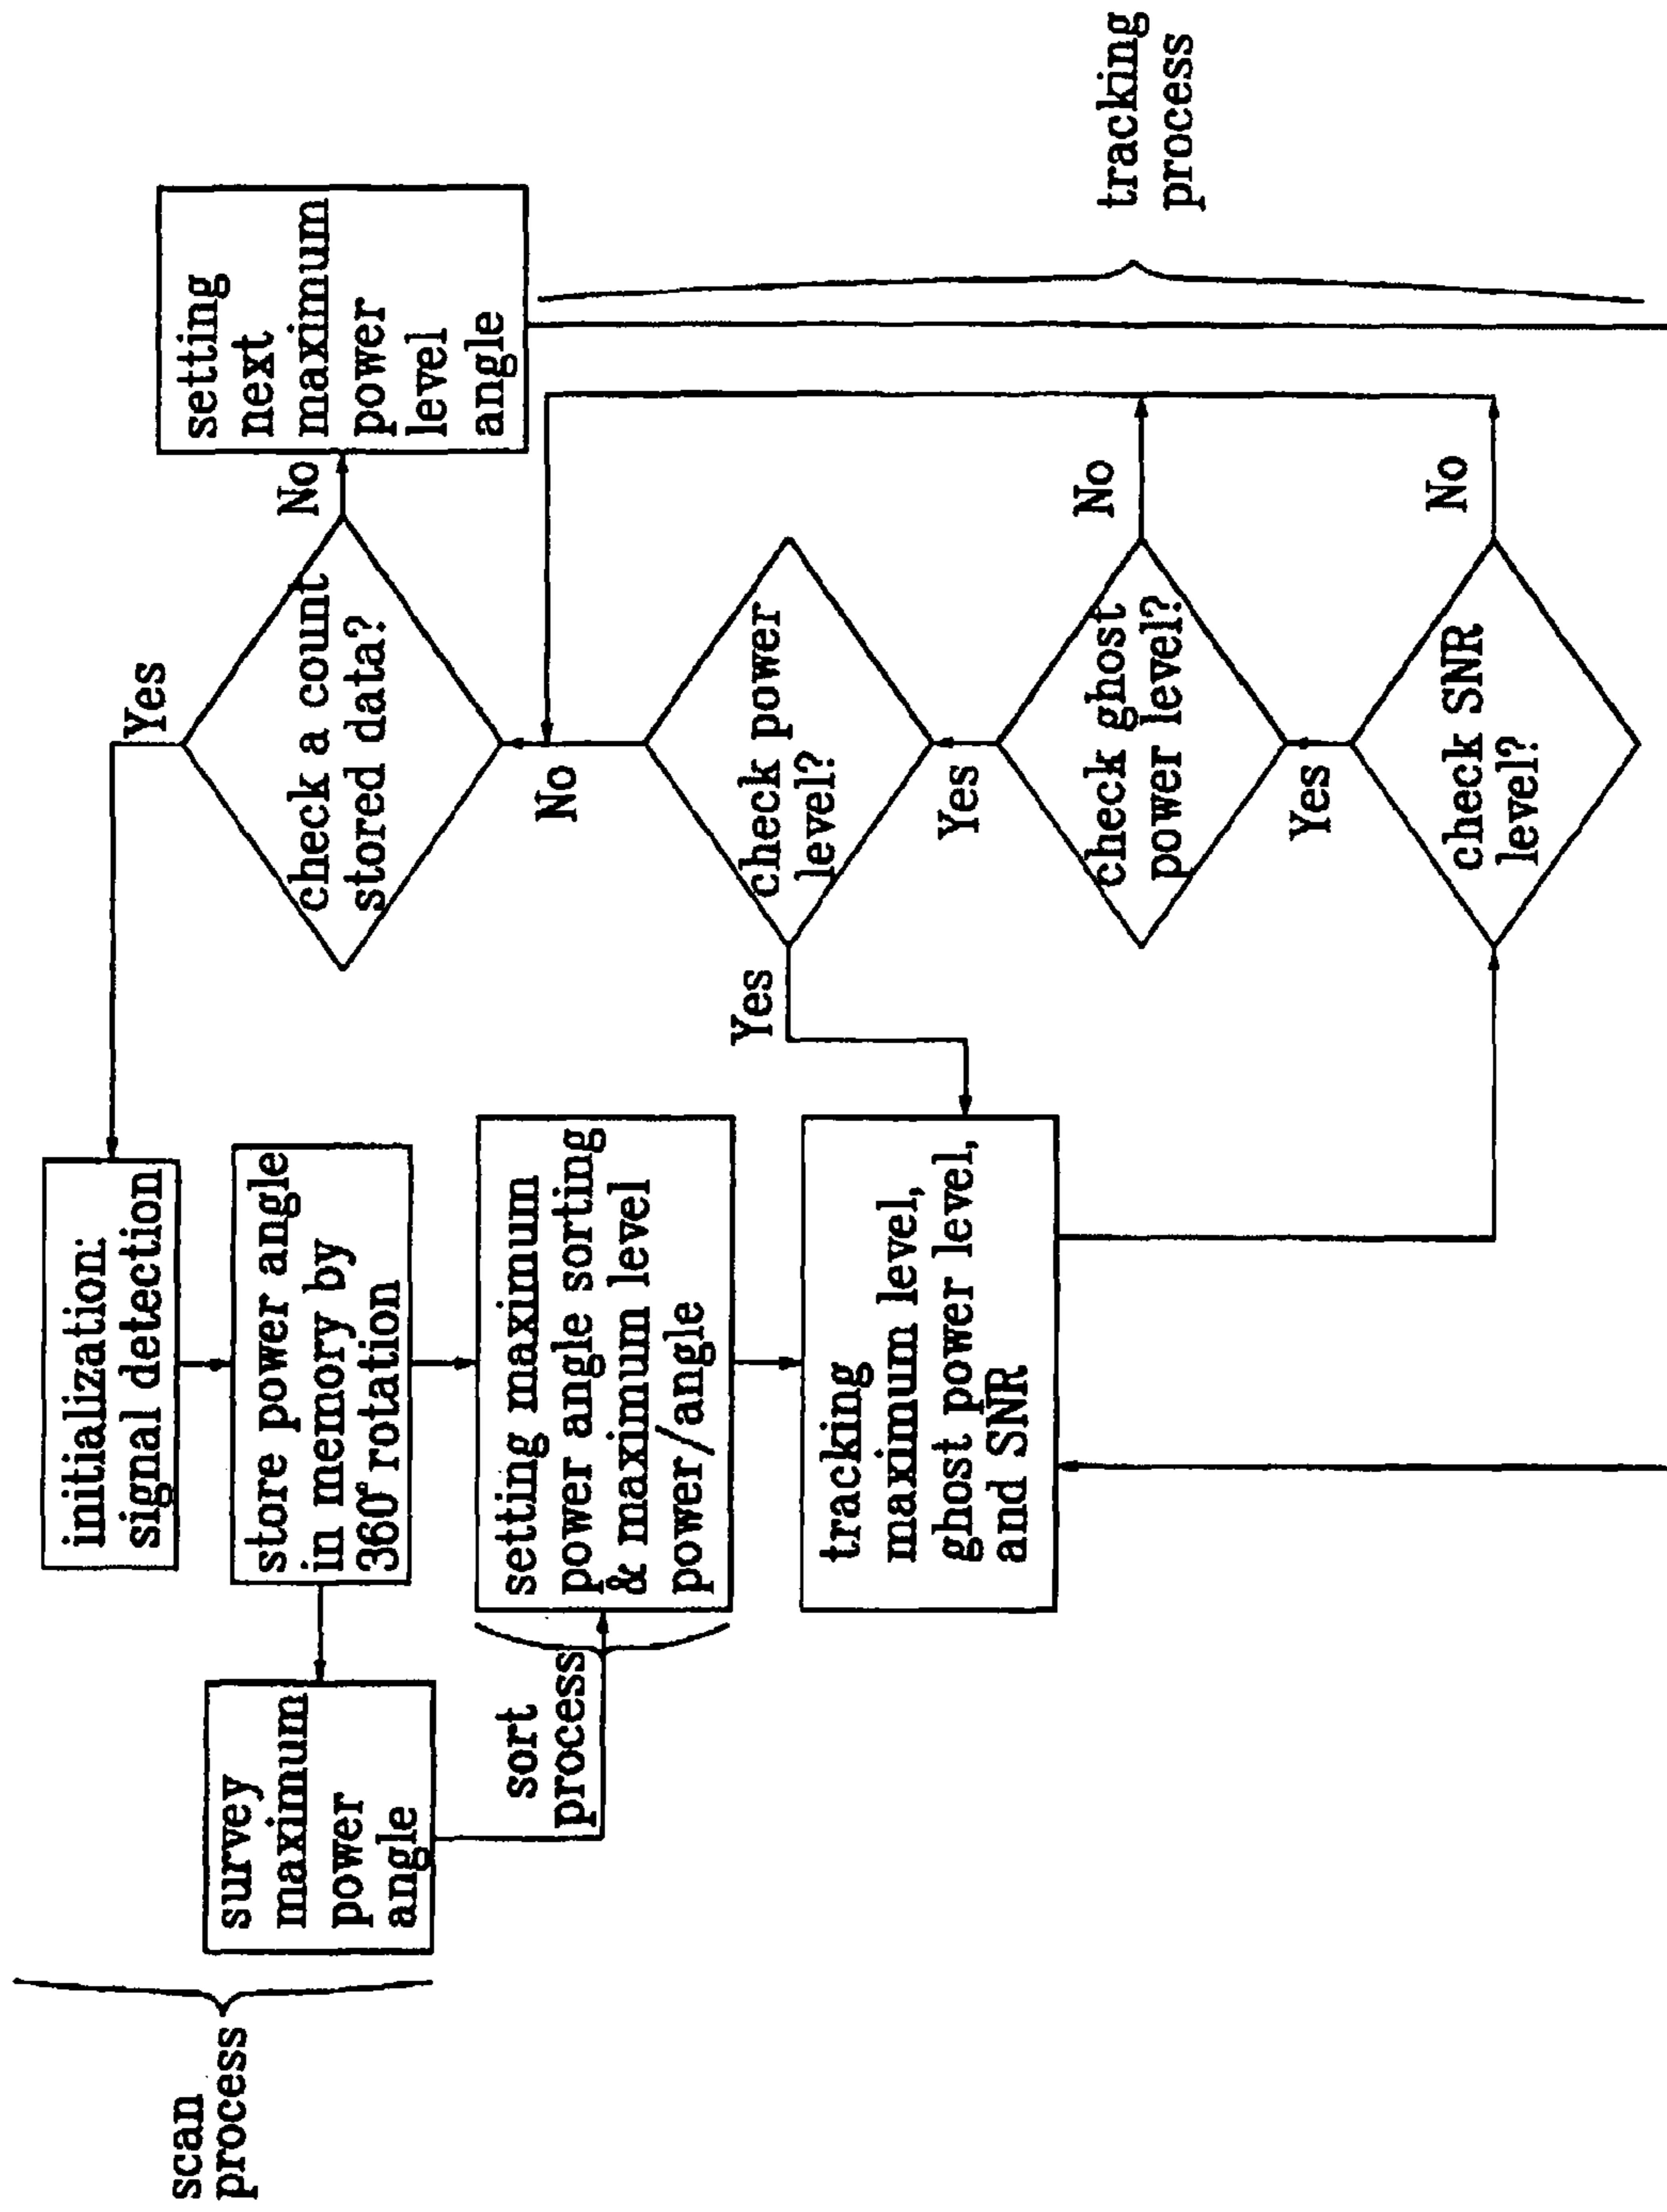 scan
process
survey
maximum
power
angle
sort
process
initialization:
signal detection
store power angle
in memory by
360° rotation
setting maximum
power angle sorting
& maximum level
power/angle
tracking
maximum level,
ghost power level,
and SNR
Yes
check a count
stored data?
No
setting
next
maximum
power
level
angle
No
Yes
check power
level?
Yes
check ghost
power level?
No
Yes
check SNR
level?
No
tracking
process